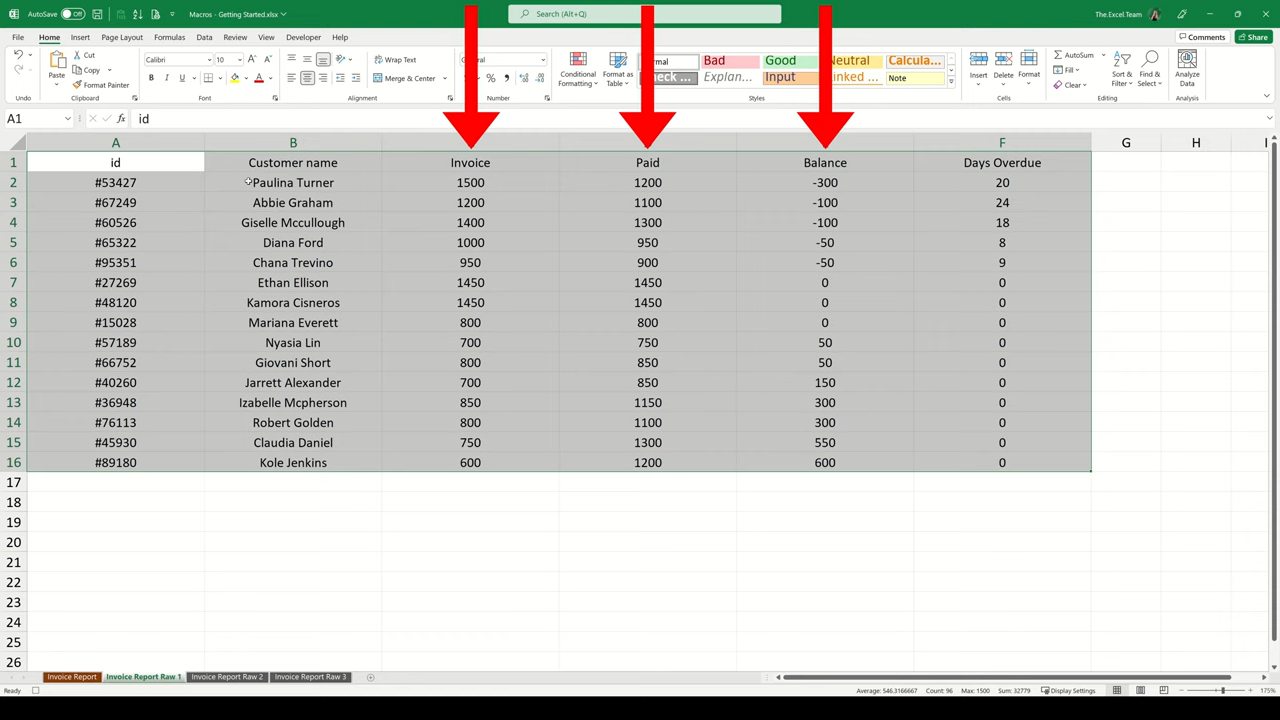 AutoSave Off Macros - Getting Started.xlsx Search (Alt+Q) The.Excel.Team
File Home Insert Page Layout Formulas Data Review View Developer Help Comments Share
Paste Cut Copy Format Painter Calibri 10 Wrap Text Merge & Center Conditional Formatting Format as Table Bad Good Neutral Calcula... Explan... Input Note Insert Delete Format AutoSum Fill Clear Sort & Filter Find & Select Analyze Data
Undo Clipboard Font Alignment Number Styles Cells Editing Analysis
A1 fx id
A B F G H I
1 id Customer name Invoice Paid Balance Days Overdue
2 #53427 Paulina Turner 1500 1200 -300 20
3 #67249 Abbie Graham 1200 1100 -100 24
4 #60526 Giselle Mccullough 1400 1300 -100 18
5 #65322 Diana Ford 1000 950 -50 8
6 #95351 Chana Trevino 950 900 -50 9
7 #27269 Ethan Ellison 1450 1450 0 0
8 #48120 Kamora Cisneros 1450 1450 0 0
9 #15028 Mariana Everett 800 800 0 0
10 #57189 Nyasia Lin 700 750 50 0
11 #66752 Giovani Short 800 850 50 0
12 #40260 Jarrett Alexander 700 850 150 0
13 #36948 Izabelle Mcpherson 850 1150 300 0
14 #76113 Robert Golden 800 1100 300 0
15 #45930 Claudia Daniel 750 1300 550 0
16 #89180 Kole Jenkins 600 1200 600 0
17
18
19
20
21
22
23
24
25
26
Invoice Report Invoice Report Raw 1 Invoice Report Raw 2 Invoice Report Raw 3
Ready Average: 546.3166667 Count: 96 Max: 1500 Sum: 32779 Display Settings 175%